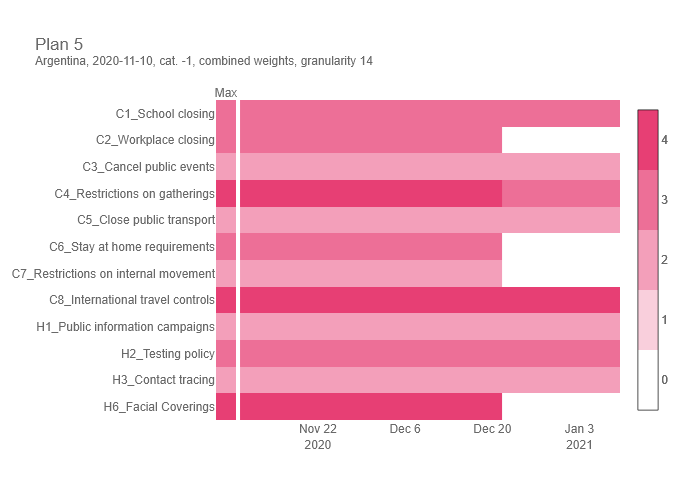 Plan 5
Argentina, 2020-11-10, cat. -1, combined weights, granularity 14
Max
C1_School closing
C2_Workplace closing
C3_Cancel public events
C4_Restrictions on gatherings
C5_Close public transport
C6_Stay at home requirements
C7_Restrictions on internal movement
C8_International travel controls
H1_Public information campaigns
H2_Testing policy
H3_Contact tracing
H6_Facial Coverings
Nov 22 Dec 6 Dec 20 Jan 3
2020 2021
4
3
2
1
0